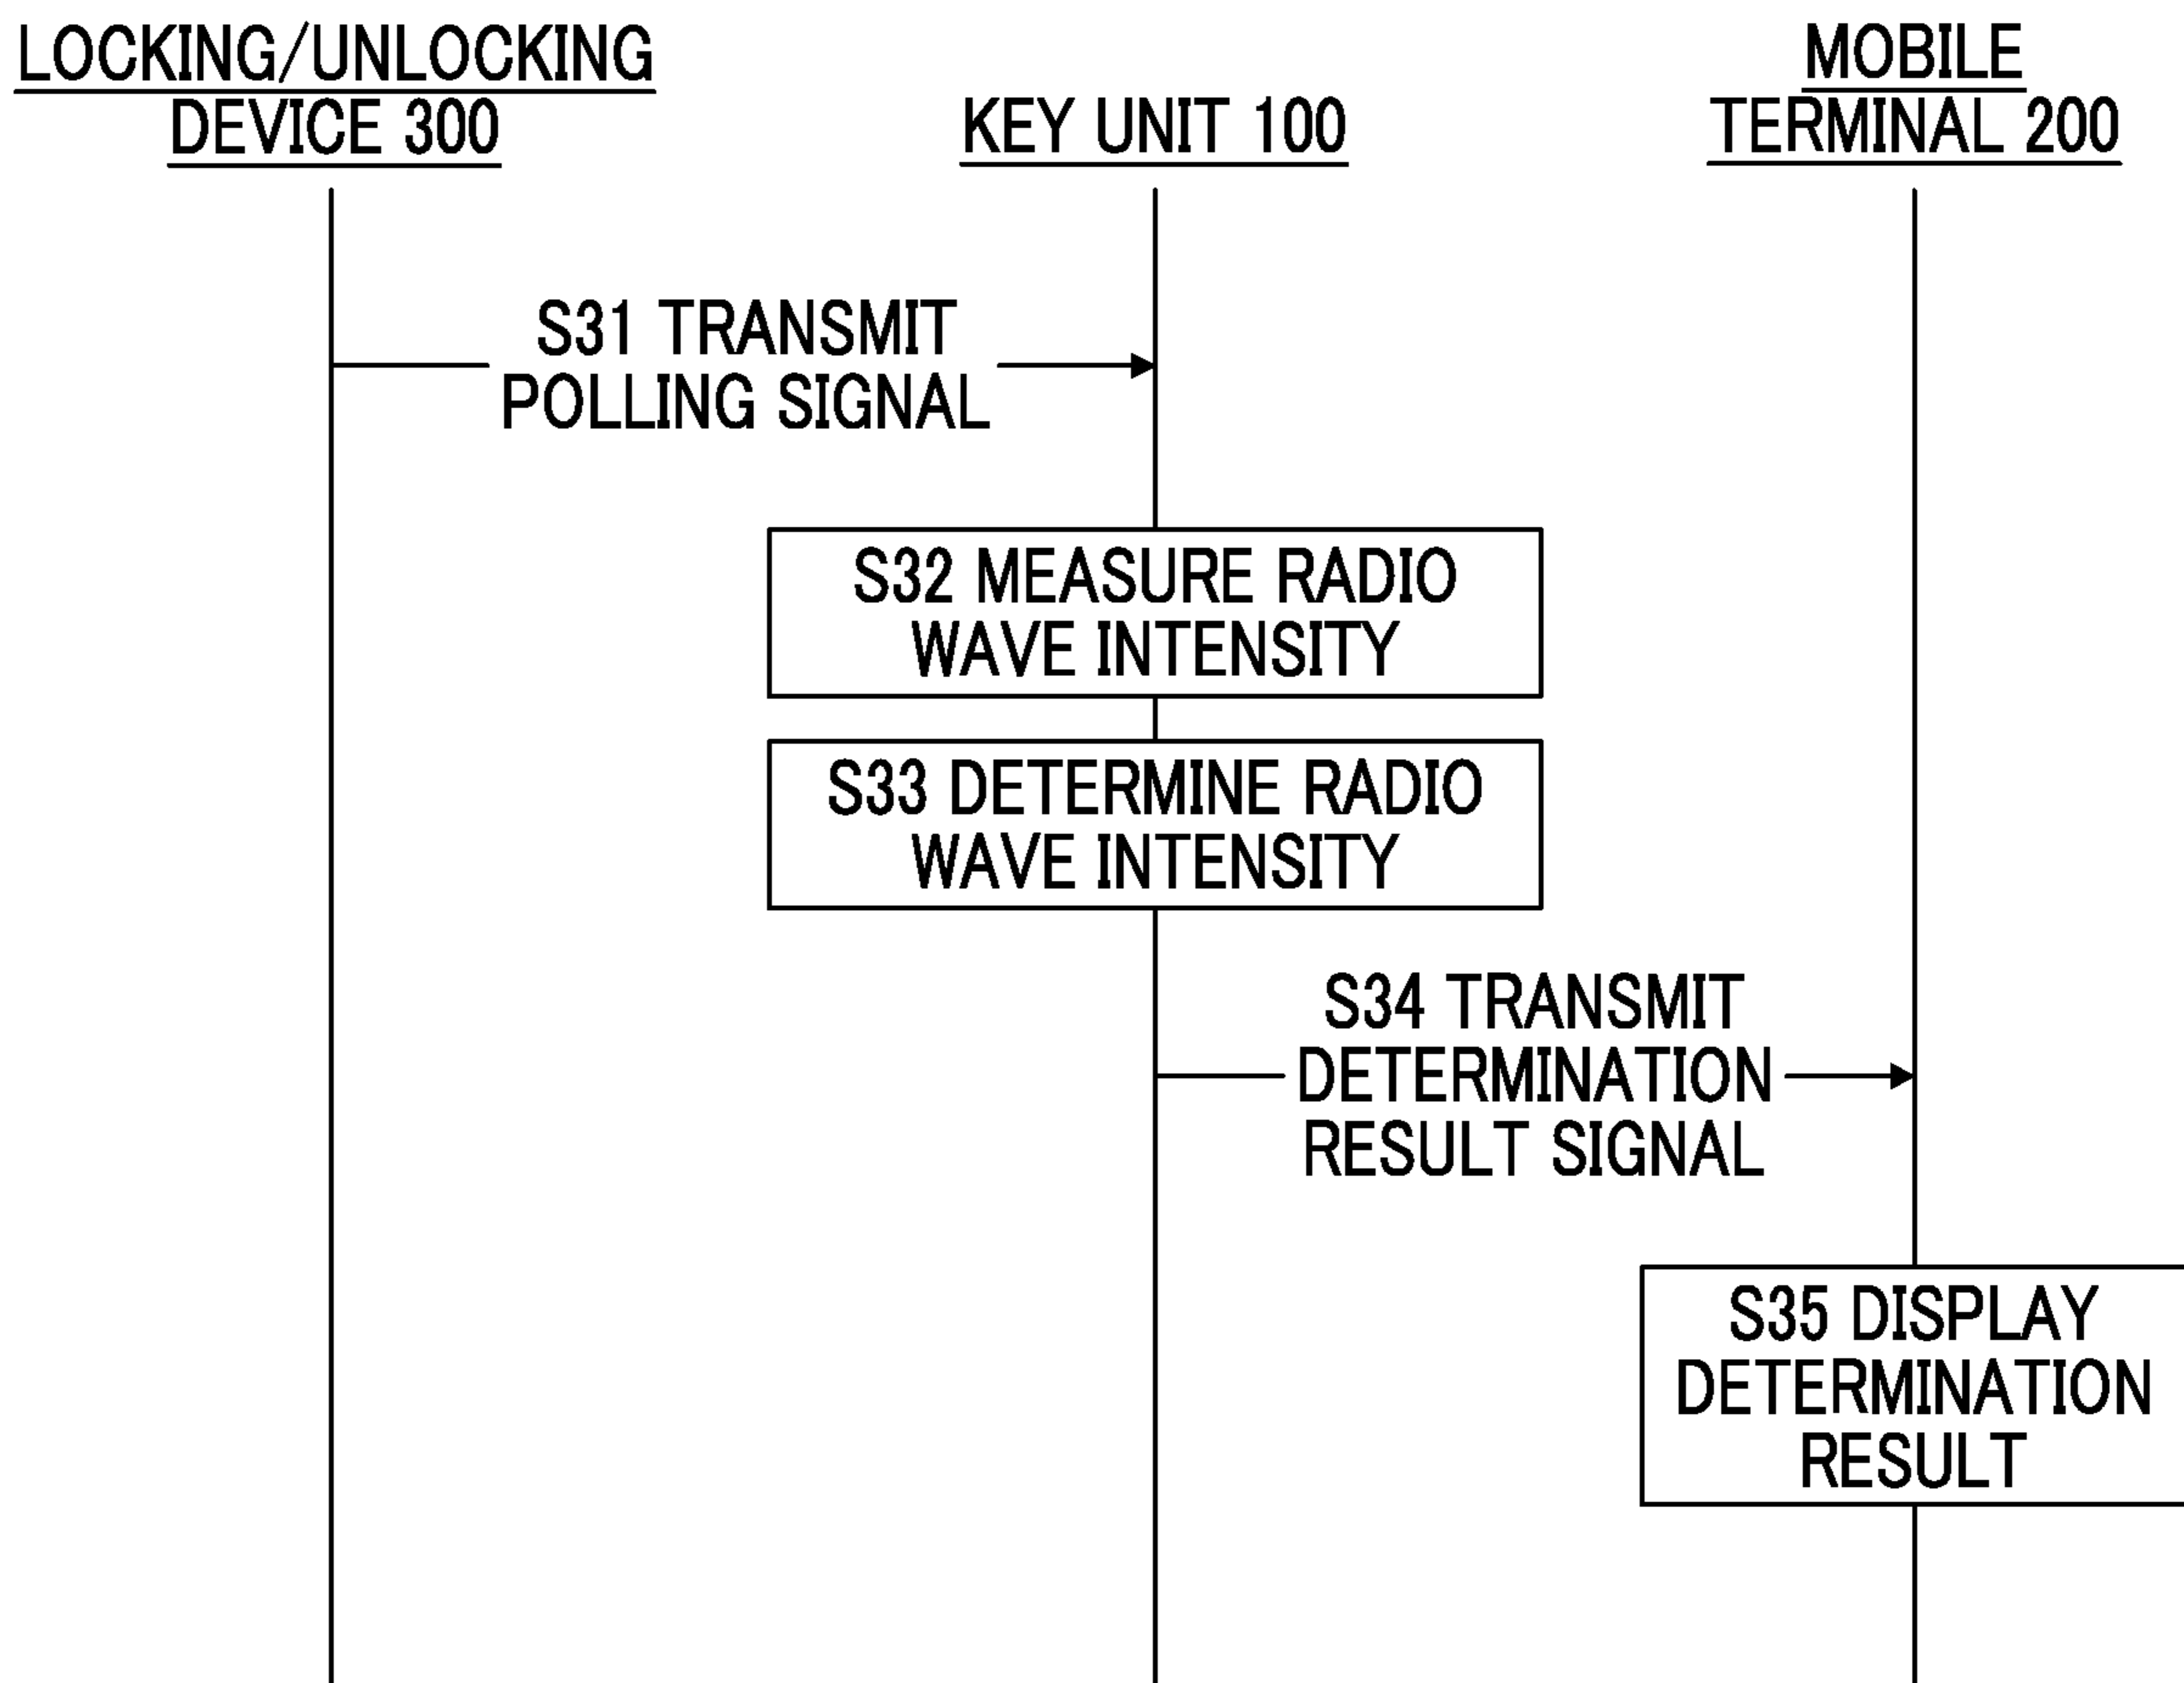 LOCKING/UNLOCKING
DEVICE 300
KEY UNIT 100
MOBILE
TERMINAL 200
S31 TRANSMIT
POLLING SIGNAL
S32 MEASURE RADIO
WAVE INTENSITY
S33 DETERMINE RADIO
WAVE INTENSITY
S34 TRANSMIT
DETERMINATION
RESULT SIGNAL
S35 DISPLAY
DETERMINATION
RESULT